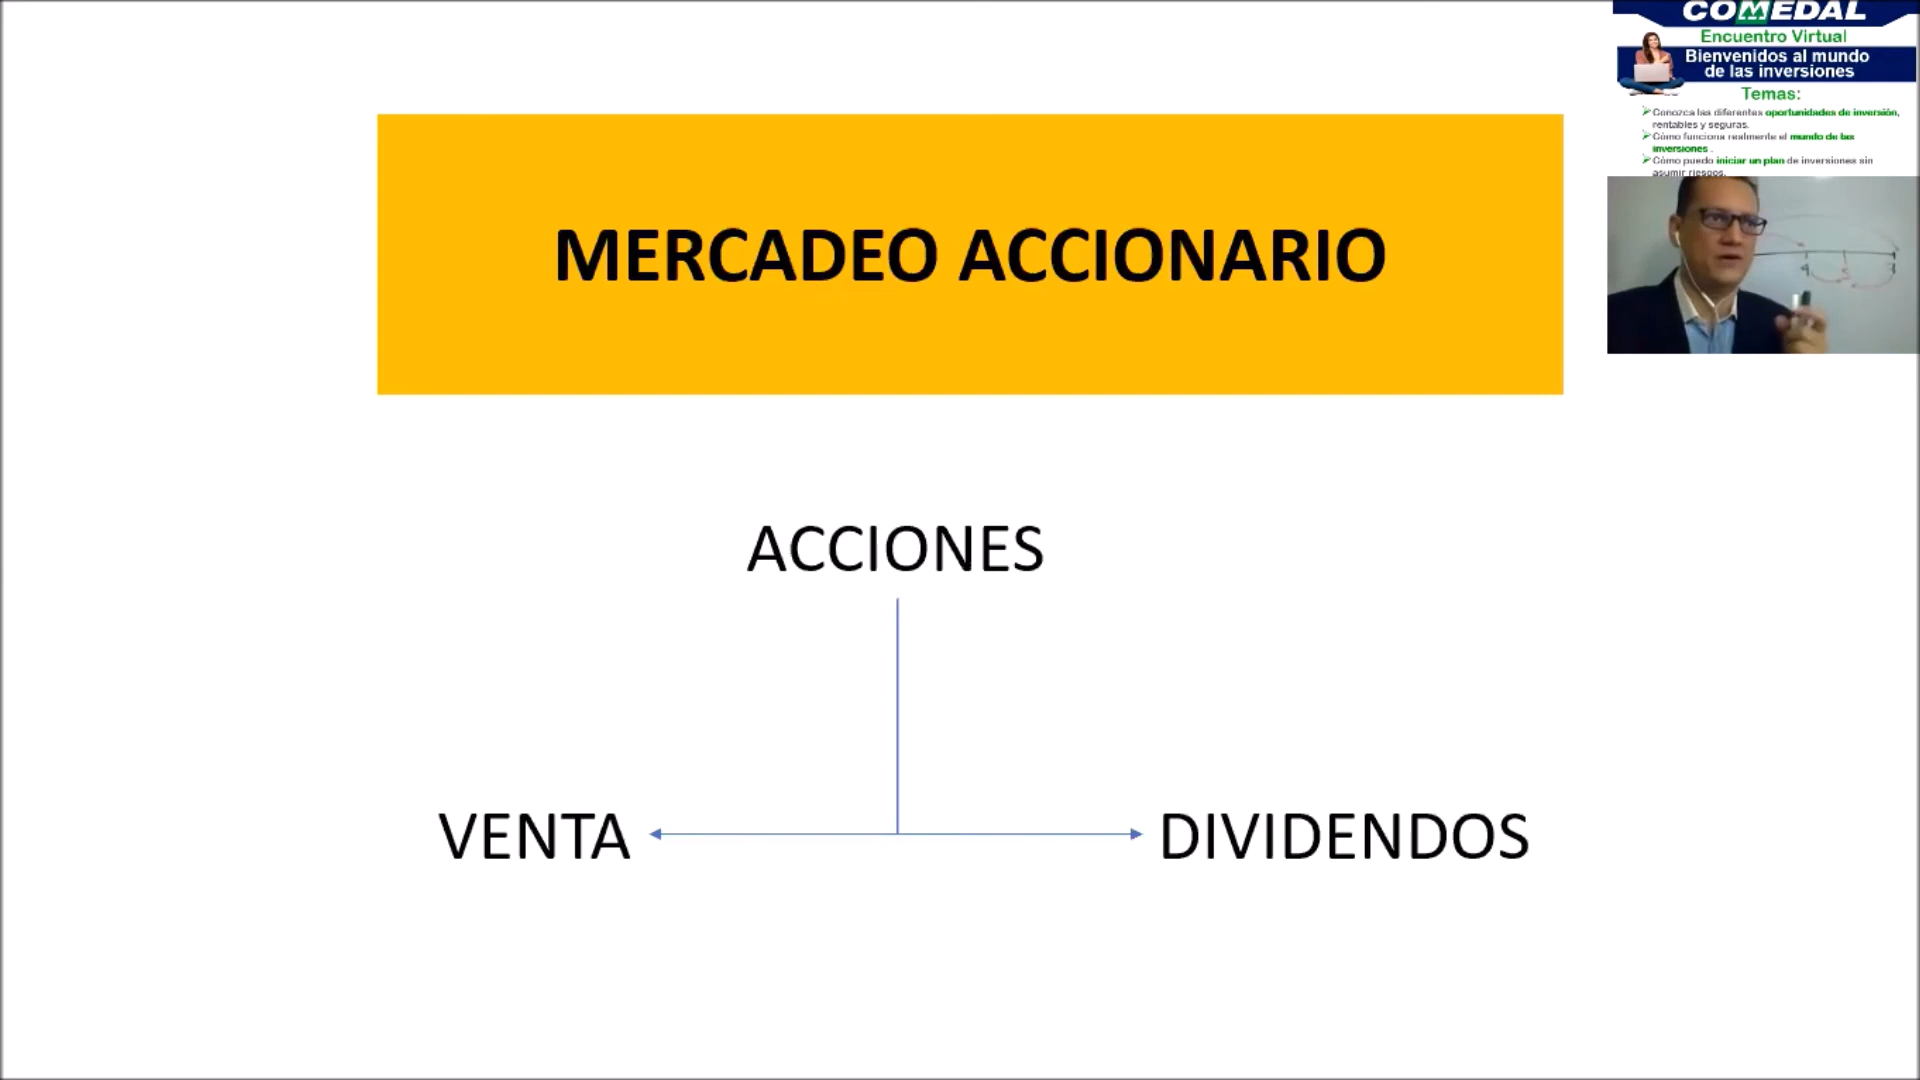 COMEDAL
Encuentro Virtual
Bienvenidos al mundo
de las inversiones
Temas:
Conozca las diferentes oportunidades de inversión,
rentables y seguras.
Cómo funciona realmente el mundo de las
inversiones .
Cómo puedo iniciar un plan de inversiones sin
asumir riesgos.
MERCADEO ACCIONARIO
ACCIONES
VENTA
DIVIDENDOS